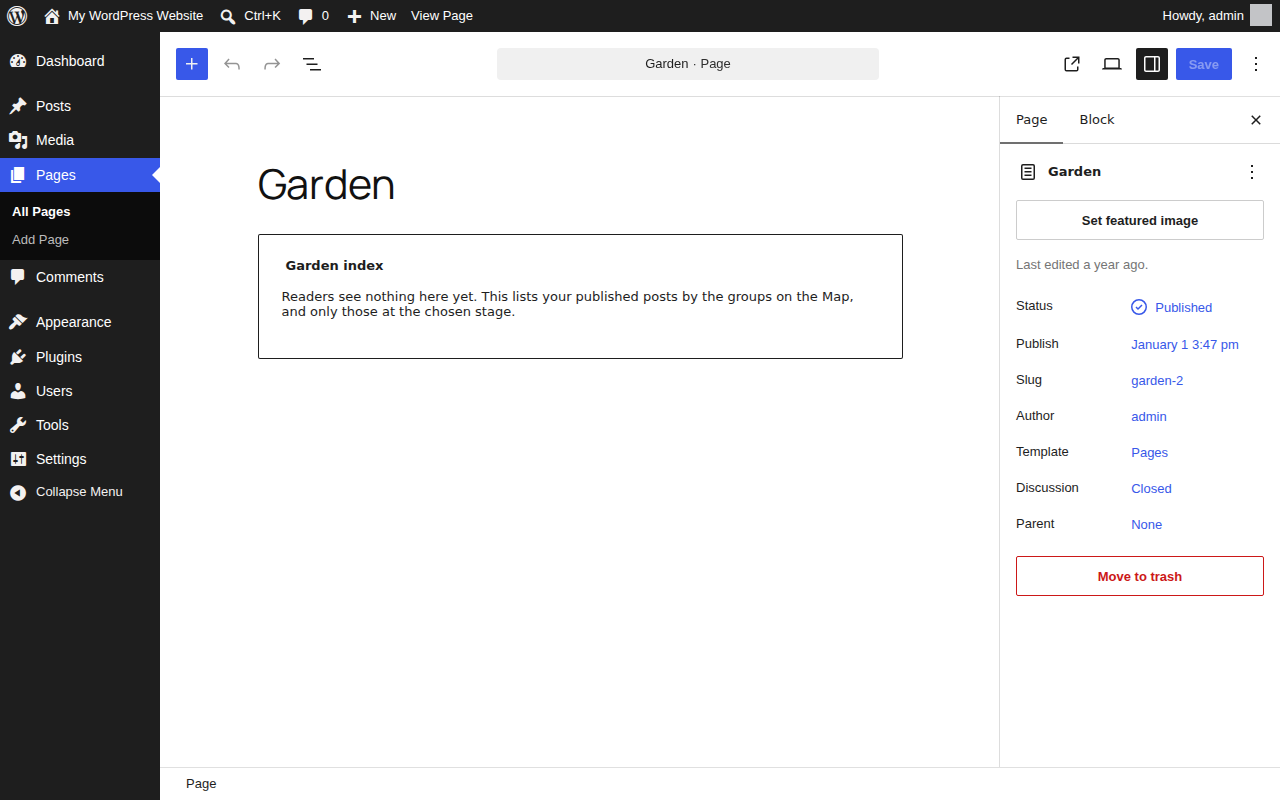 My WordPress Website
Ctrl+K
0
New
View Page
Howdy, admin
Dashboard
Posts
Media
Pages
All Pages
Add Page
Comments
Appearance
Plugins
Users
Tools
Settings
Collapse Menu
Garden · Page
Save
Garden
Garden index
Readers see nothing here yet. This lists your published posts by the groups on the Map,
and only those at the chosen stage.
Page
Block
Garden
Set featured image
Last edited a year ago.
Status
Published
Publish
January 1 3:47 pm
Slug
garden-2
Author
admin
Template
Pages
Discussion
Closed
Parent
None
Move to trash
Page